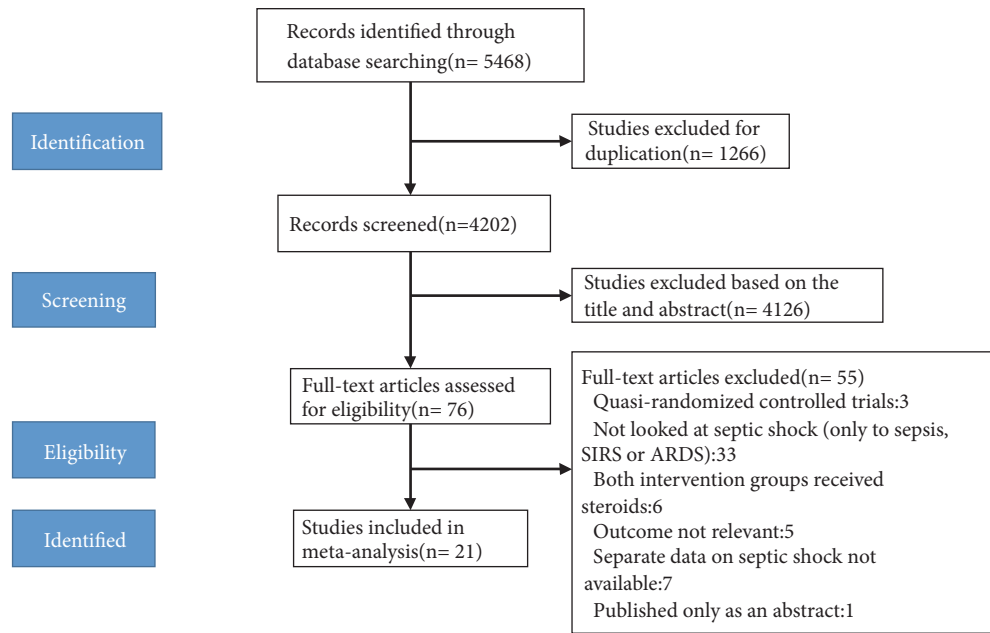 Records identified through
database searching(n= 5468)
Identification
Studies excluded for
duplication(n= 1266)
Records screened(n=4202)
Screening
Studies excluded based on the
title and abstract(n= 4126)
Full-text articles assessed
for eligibility(n= 76)
Eligibility
Full-text articles excluded(n= 55)
Quasi-randomized controlled trials:3
Not looked at septic shock (only to sepsis,
SIRS or ARDS):33
Both intervention groups received
steroids:6
Outcome not relevant:5
Separate data on septic shock not
available:7
Published only as an abstract:1
Identified
Studies included in
meta-analysis(n= 21)